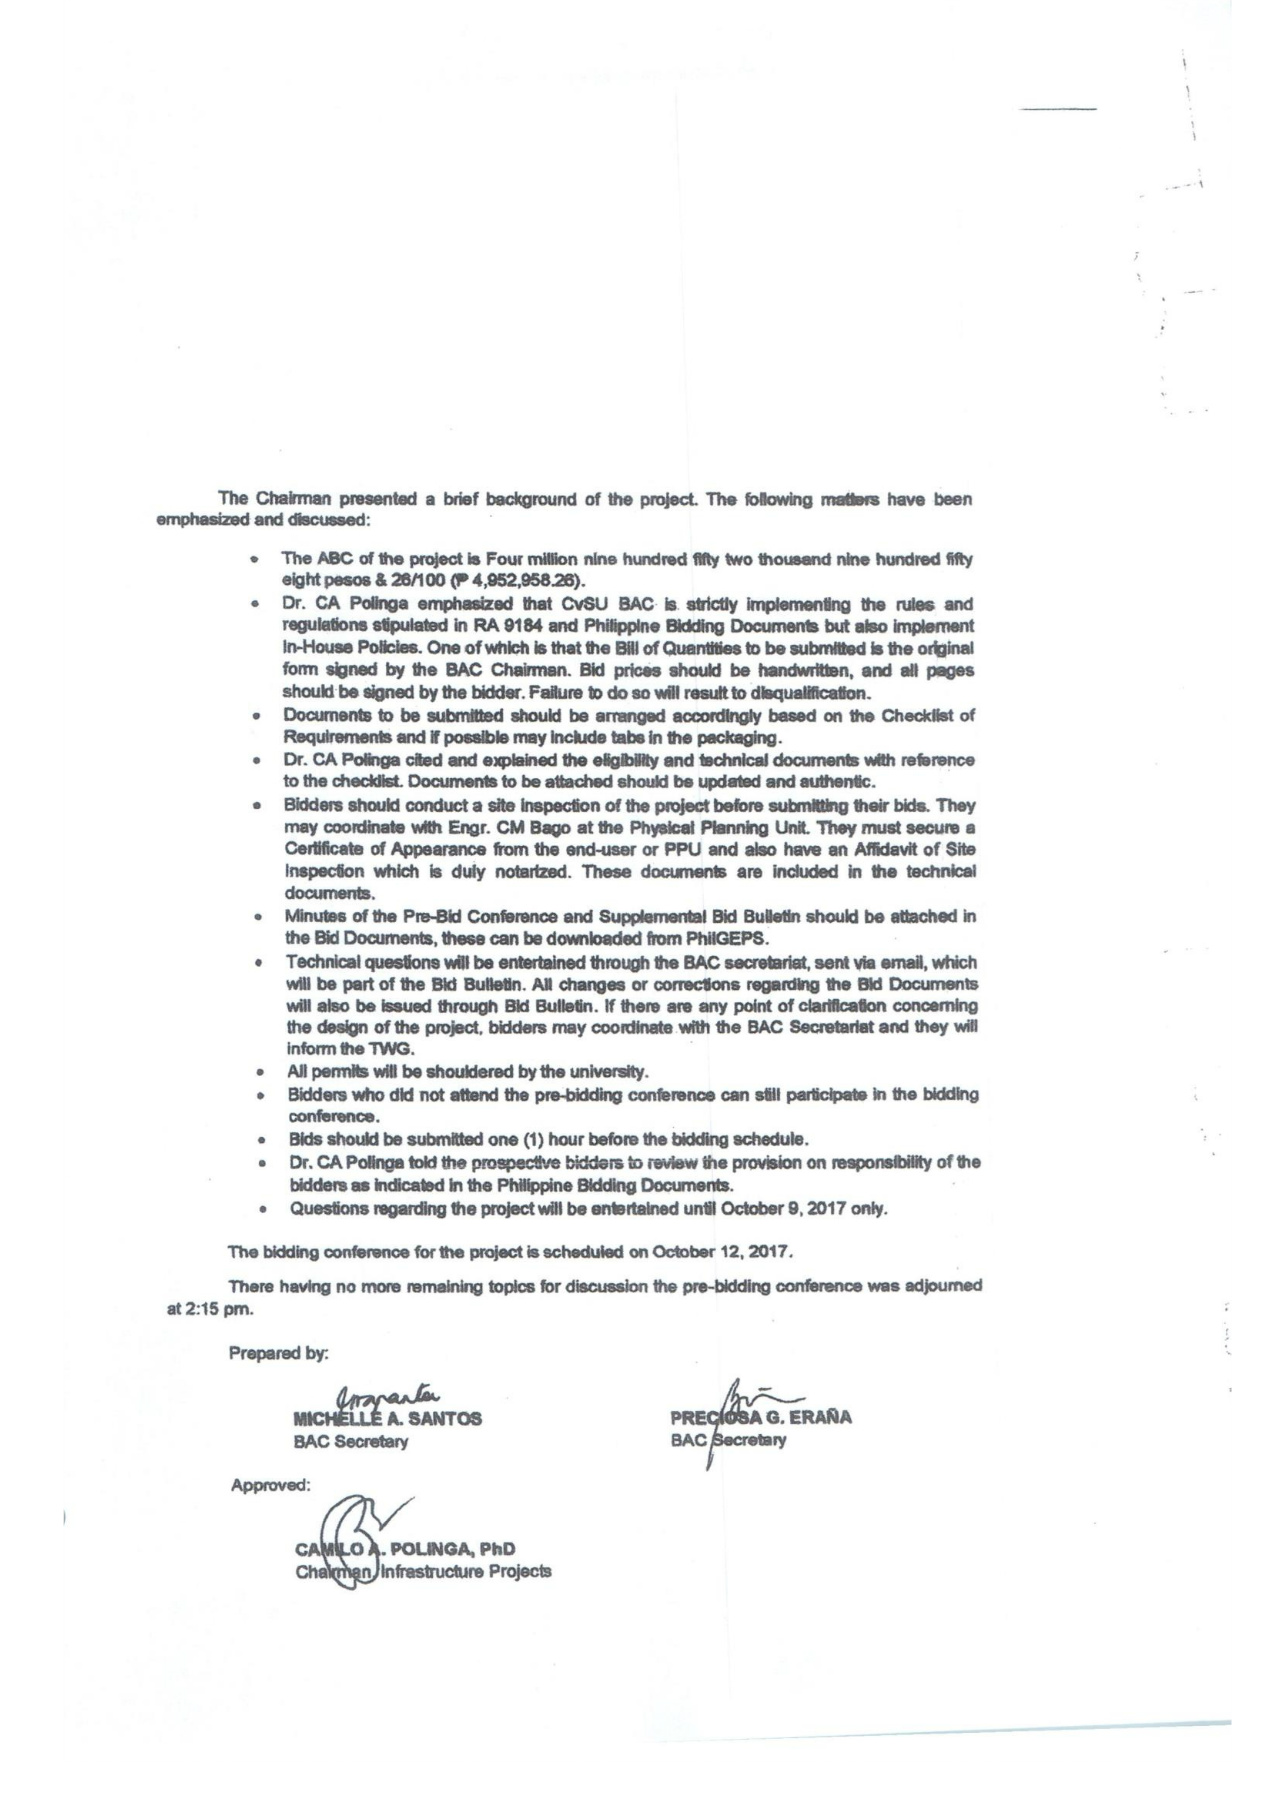 The Chairman presented a brief background of the project. The following matters have been
emphasized and discussed:
• The ABC of the project is Four million nine hundred fifty two thousand nine hundred fifty
eight pesos & 26/100 (₱ 4,952,958.26).
• Dr. CA Polinga emphasized that CvSU BAC is strictly implementing the rules and
regulations stipulated in RA 9184 and Philippine Bidding Documents but also implement
In-House Policies. One of which is that the Bill of Quantities to be submitted is the original
form signed by the BAC Chairman. Bid prices should be handwritten, and all pages
should be signed by the bidder. Failure to do so will result to disqualification.
• Documents to be submitted should be arranged accordingly based on the Checklist of
Requirements and if possible may include tabs in the packaging.
• Dr. CA Polinga cited and explained the eligibility and technical documents with reference
to the checklist. Documents to be attached should be updated and authentic.
• Bidders should conduct a site inspection of the project before submitting their bids. They
may coordinate with Engr. CM Bago at the Physical Planning Unit. They must secure a
Certificate of Appearance from the end-user or PPU and also have an Affidavit of Site
Inspection which is duly notarized. These documents are included in the technical
documents.
• Minutes of the Pre-Bid Conference and Supplemental Bid Bulletin should be attached in
the Bid Documents, these can be downloaded from PhilGEPS.
• Technical questions will be entertained through the BAC secretariat, sent via email, which
will be part of the Bid Bulletin. All changes or corrections regarding the Bid Documents
will also be issued through Bid Bulletin. If there are any point of clarification concerning
the design of the project, bidders may coordinate with the BAC Secretariat and they will
inform the TWG.
• All permits will be shouldered by the university.
• Bidders who did not attend the pre-bidding conference can still participate in the bidding
conference.
• Bids should be submitted one (1) hour before the bidding schedule.
• Dr. CA Polinga told the prospective bidders to review the provision on responsibility of the
bidders as indicated in the Philippine Bidding Documents.
• Questions regarding the project will be entertained until October 9, 2017 only.
The bidding conference for the project is scheduled on October 12, 2017.
There having no more remaining topics for discussion the pre-bidding conference was adjourned
at 2:15 pm.
Prepared by:
MICHELLE A. SANTOS
BAC Secretary
PRECIOSA G. ERAÑA
BAC Secretary
Approved:
CAMILO A. POLINGA, PhD
Chairman, Infrastructure Projects